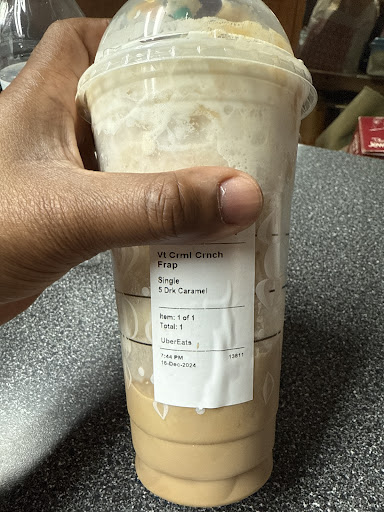 Vt Crml Crnch
Frap
Single
5 Drk Caramel
Item: 1 of 1
Total: 1
UberEats
7:44 PM 13811
16-Dec-2024